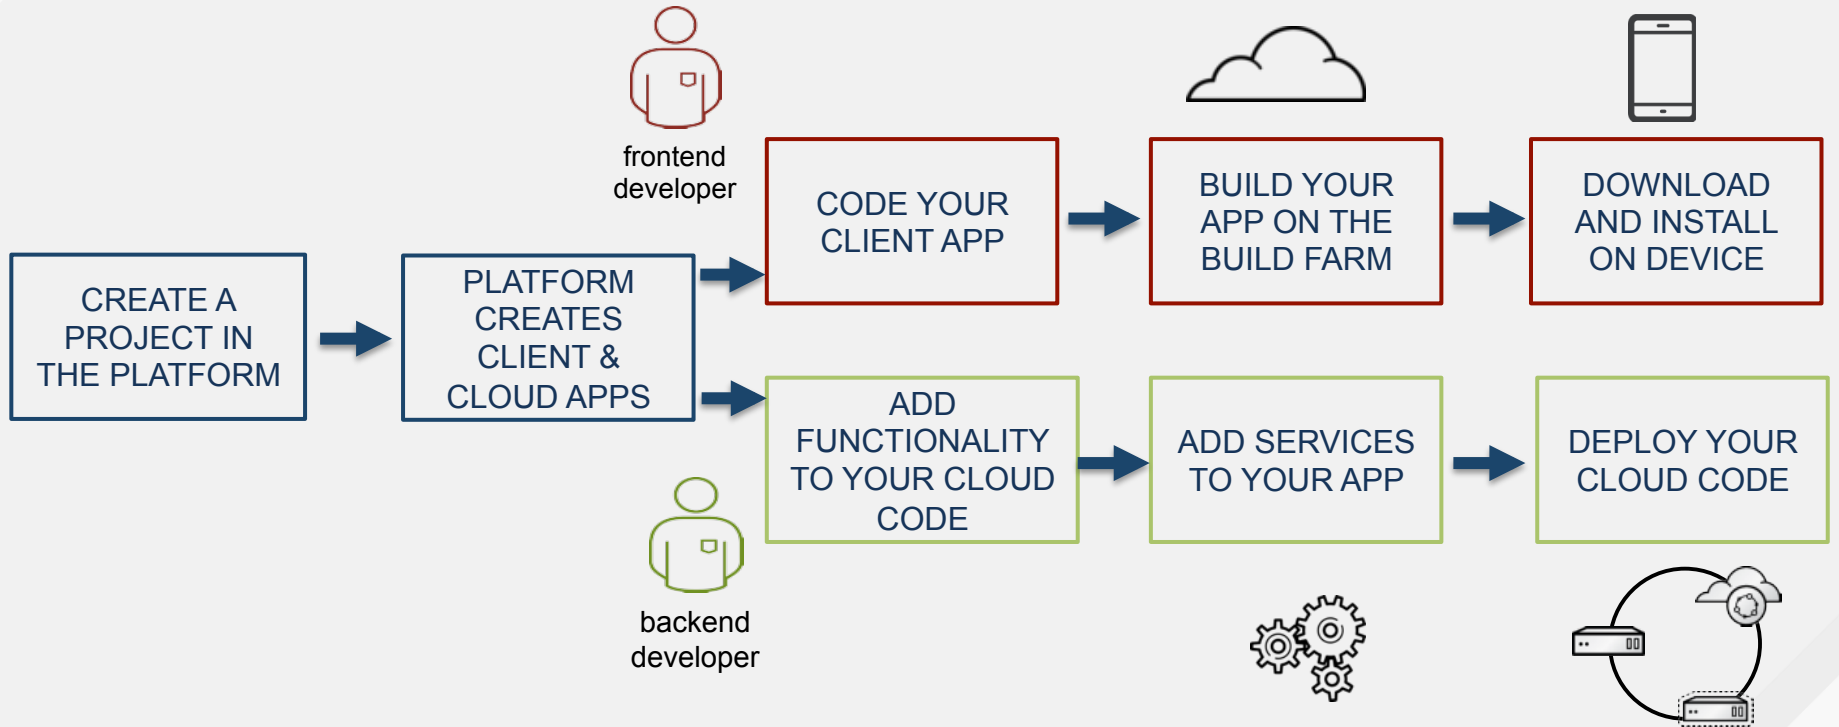 frontend
developer
CREATE A
PROJECT IN
THE PLATFORM
PLATFORM
CREATES
CLIENT &
CLOUD APPS
CODE YOUR
CLIENT APP
BUILD YOUR
APP ON THE
BUILD FARM
DOWNLOAD
AND INSTALL
ON DEVICE
ADD
FUNCTIONALITY
TO YOUR CLOUD
CODE
ADD SERVICES
TO YOUR APP
DEPLOY YOUR
CLOUD CODE
backend
developer